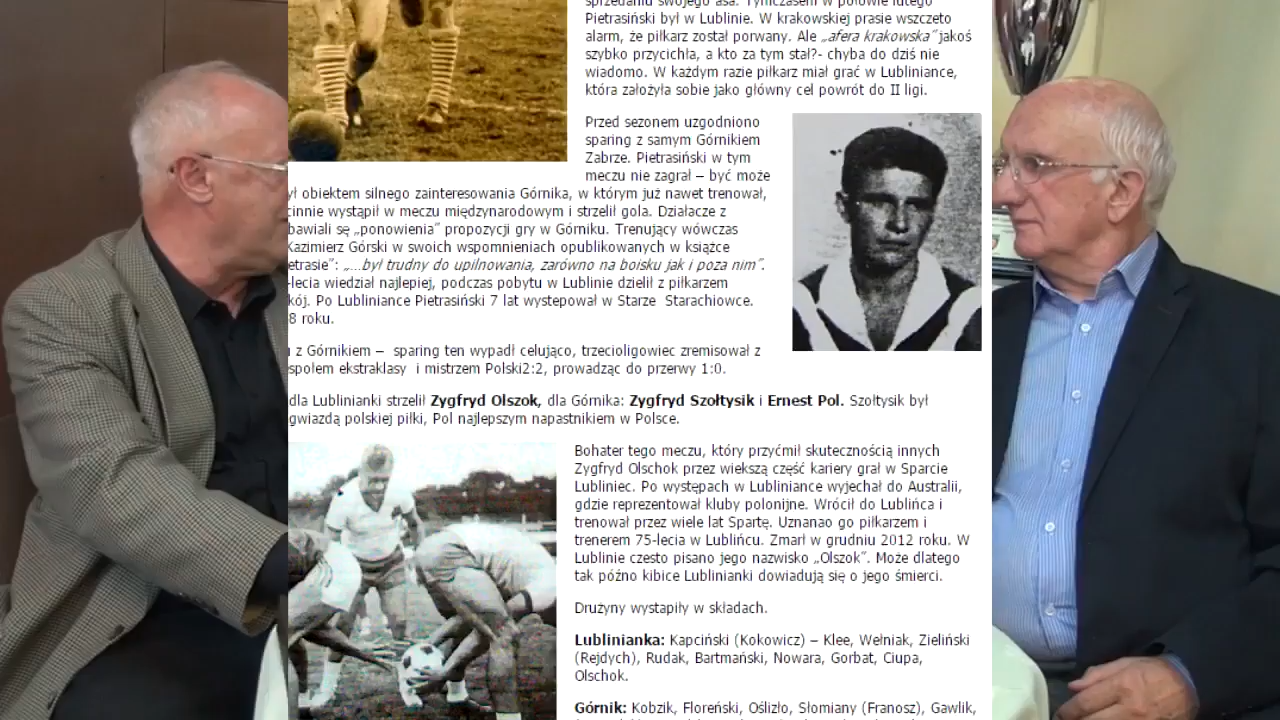 sprzedaniu swojego asa. Tymczasem w połowie lutego
Pietrasiński był w Lublinie. W krakowskiej prasie wszczeto
alarm, że piłkarz został porwany. Ale „afera krakowska” jakoś
szybko przycichła, a kto za tym stał?- chyba do dziś nie
wiadomo. W każdym razie piłkarz miał grać w Lubliniance,
która założyła sobie jako główny cel powrót do II ligi.
Przed sezonem uzgodniono
sparing z samym Górnikiem
Zabrze. Pietrasiński w tym
meczu nie zagrał – być może
ył obiektem silnego zainteresowania Górnika, w którym już nawet trenował,
cinnie wystąpił w meczu międzynarodowym i strzelił gola. Działacze z
bawiali sę „ponowienia” propozycji gry w Górniku. Trenujący wówczas
Kazimierz Górski w swoich wspomnieniach opublikowanych w książce
etrasie”: „...był trudny do upilnowania, zarówno na boisku jak i poza nim”.
-lecia wiedział najlepiej, podczas pobytu w Lublinie dzielił z piłkarzem
kój. Po Lubliniance Pietrasiński 7 lat wystepował w Starze Starachiowce.
8 roku.
z Górnikiem – sparing ten wypadł celująco, trzecioligowiec zremisował z
społem ekstraklasy i mistrzem Polski2:2, prowadząc do przerwy 1:0.
dla Lublinianki strzelił Zygfryd Olszok, dla Górnika: Zygfryd Szołtysik i Ernest Pol. Szołtysik był
gwiazdą polskiej piłki, Pol najlepszym napastnikiem w Polsce.
Bohater tego meczu, który przyćmił skutecznością innych
Zygfryd Olschok przez wiekszą część kariery grał w Sparcie
Lubliniec. Po występach w Lubliniance wyjechał do Australii,
gdzie reprezentował kluby polonijne. Wrócił do Lublińca i
trenował przez wiele lat Spartę. Uznanao go piłkarzem i
trenerem 75-lecia w Lublińcu. Zmarł w grudniu 2012 roku. W
Lublinie czesto pisano jego nazwisko „Olszok”. Może dlatego
tak późno kibice Lublinianki dowiadują się o jego śmierci.
Drużyny wystapiły w składach.
Lublinianka: Kapciński (Kokowicz) – Klee, Wełniak, Zieliński
(Rejdych), Rudak, Bartmański, Nowara, Gorbat, Ciupa,
Olschok.
Górnik: Kobzik, Floreński, Oślizło, Słomiany (Franosz), Gawlik,